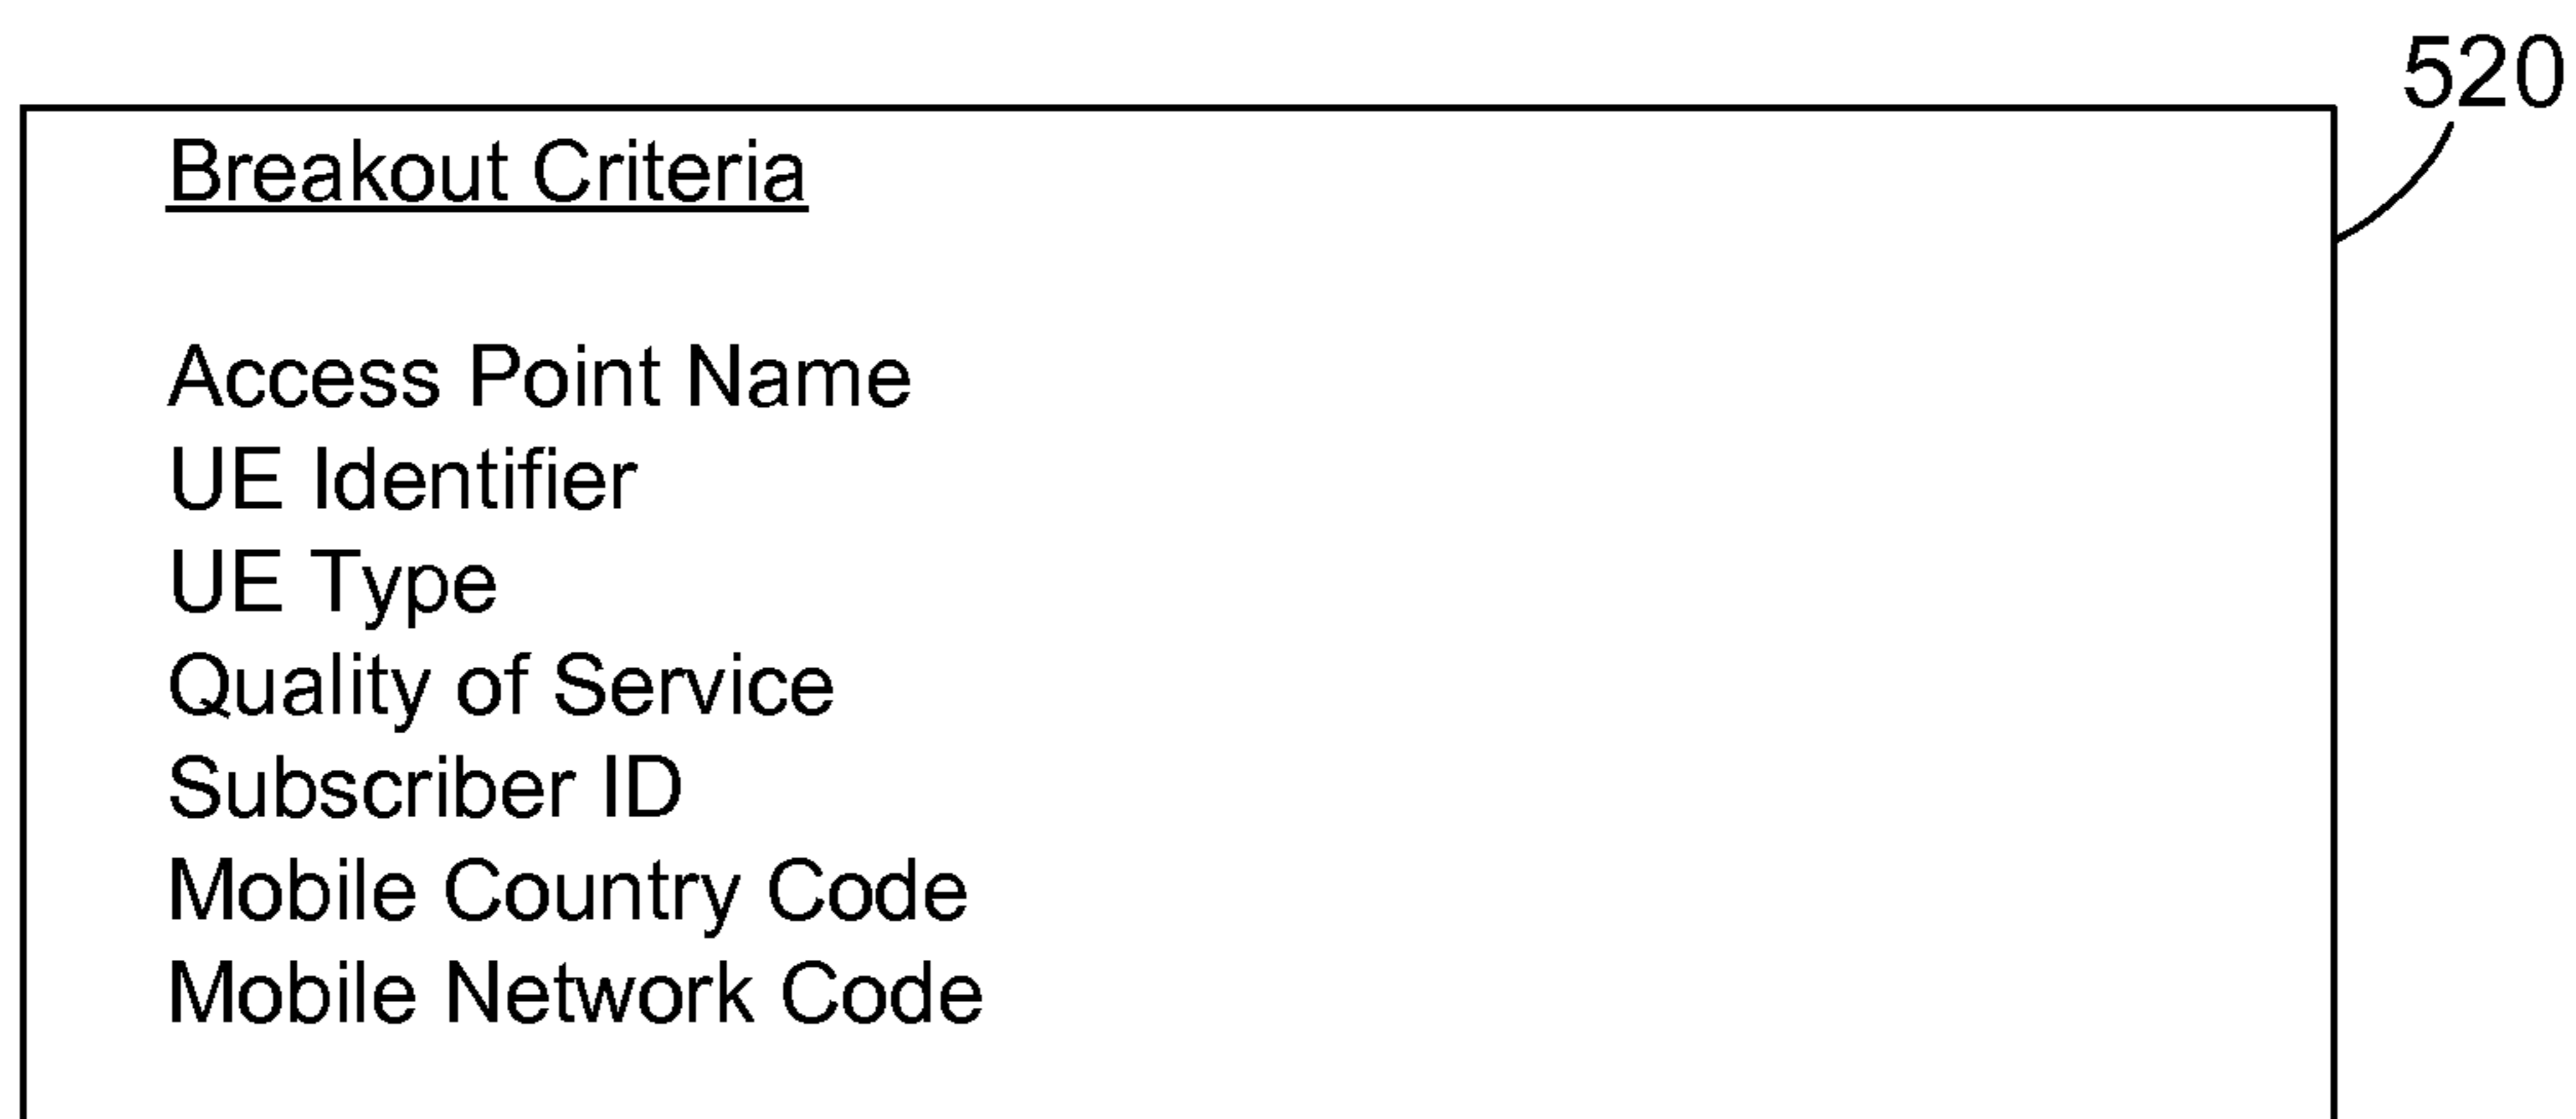 520
Breakout Criteria
Access Point Name
UE Identifier
UE Type
Quality of Service
Subscriber ID
Mobile Country Code
Mobile Network Code